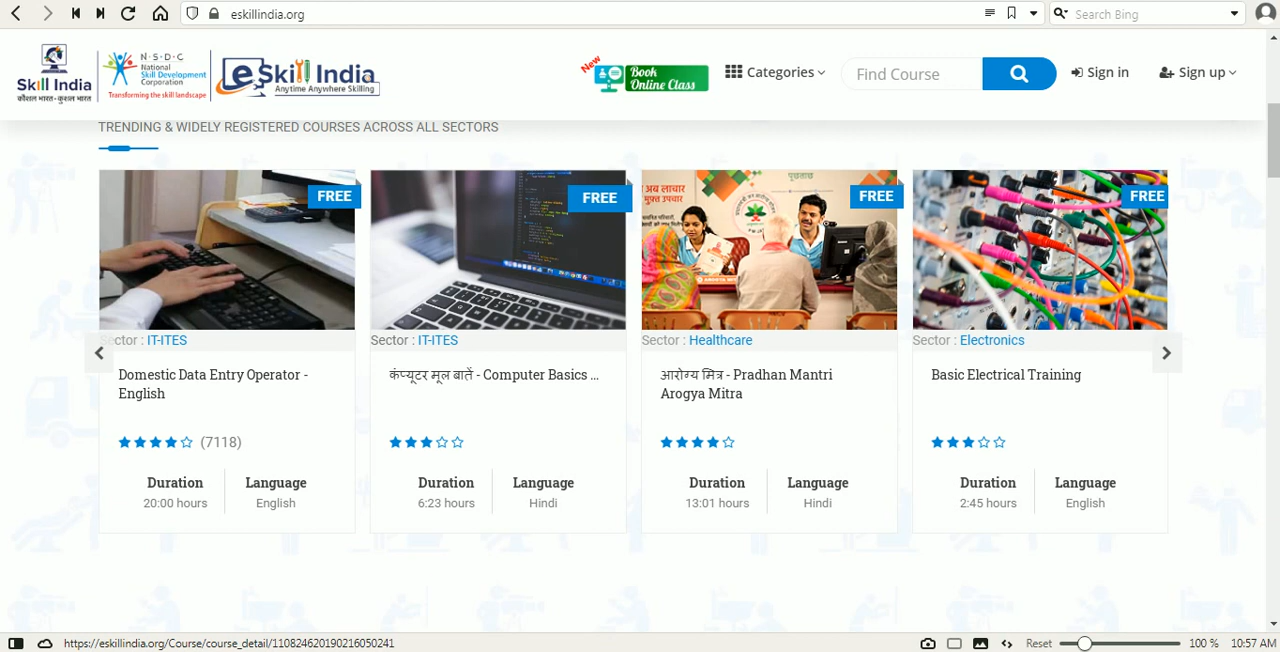 eskillindia.org
Search Bing
Skill India
कौशल भारत - कुशल भारत
N·S·D·C
National
Skill Development
Corporation
Transforming the skill landscape
eSkill India
Anytime Anywhere Skilling
New
Book
Online Class
Categories
Find Course
Sign in
Sign up
TRENDING & WIDELY REGISTERED COURSES ACROSS ALL SECTORS
FREE
FREE
पूछताछ
अब लाचार
मुफ़्त उपचार
FREE
FREE
Sector : IT-ITES
Sector : IT-ITES
Sector : Healthcare
Sector : Electronics
Domestic Data Entry Operator -
English
कंप्यूटर मूल बातें - Computer Basics ...
आरोग्य मित्र - Pradhan Mantri
Arogya Mitra
Basic Electrical Training
(7118)
Duration Language
20:00 hours English
Duration Language
6:23 hours Hindi
Duration Language
13:01 hours Hindi
Duration Language
2:45 hours English
https://eskillindia.org/Course/course_detail/110824620190216050241
Reset
100 %
10:57 AM